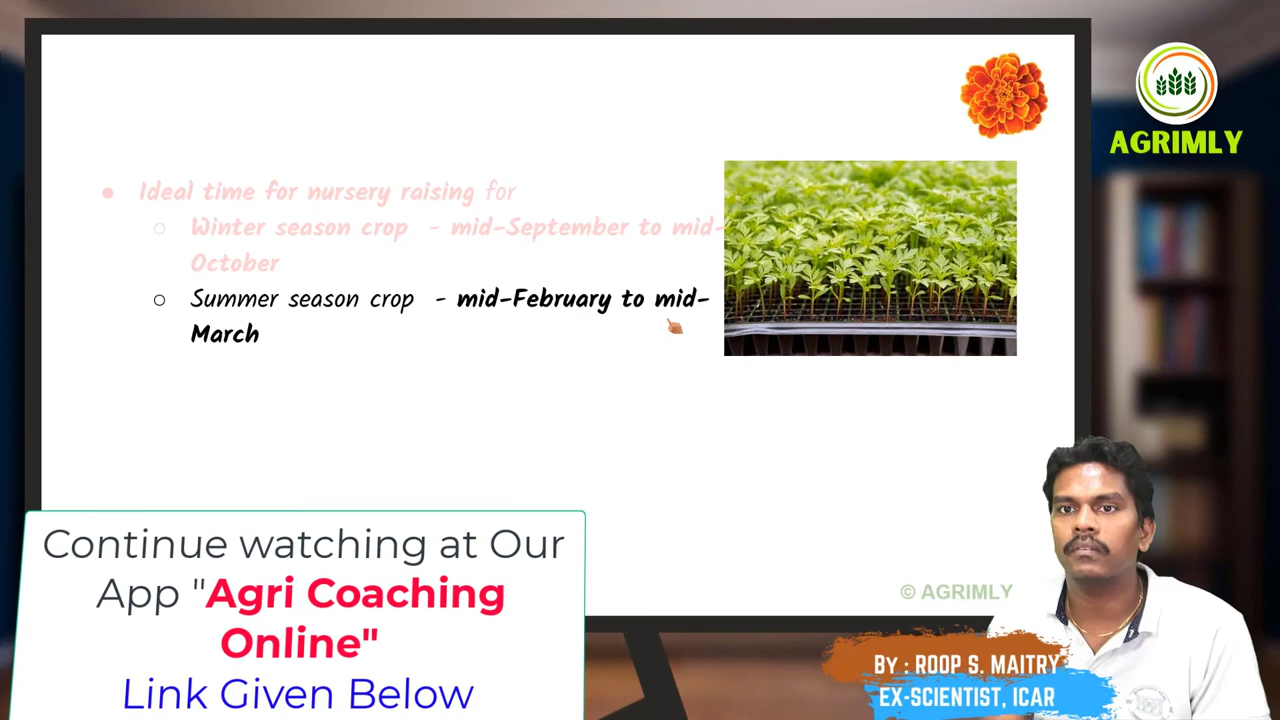 AGRIMLY
● Ideal time for nursery raising for
○ Winter season crop - mid-September to mid-
October
○ Summer season crop - mid-February to mid-
March
© AGRIMLY
Continue watching at Our
App "Agri Coaching
Online"
Link Given Below
BY : ROOP S. MAITRY
EX-SCIENTIST, ICAR